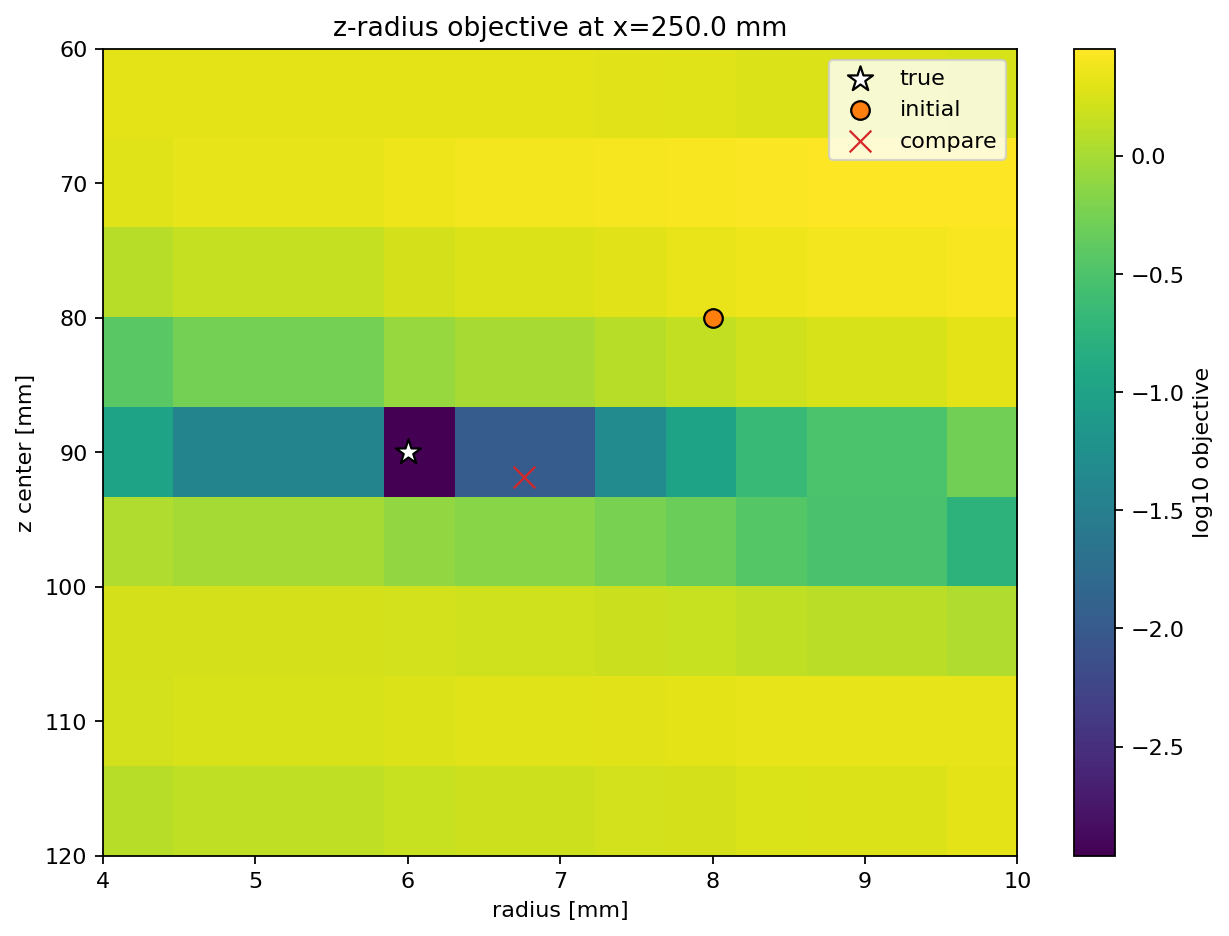 z-radius objective at x=250.0 mm
true
initial
compare
60
70
80
90
100
110
120
z center [mm]
4
5
6
7
8
9
10
radius [mm]
0.0
−0.5
−1.0
−1.5
−2.0
−2.5
log10 objective